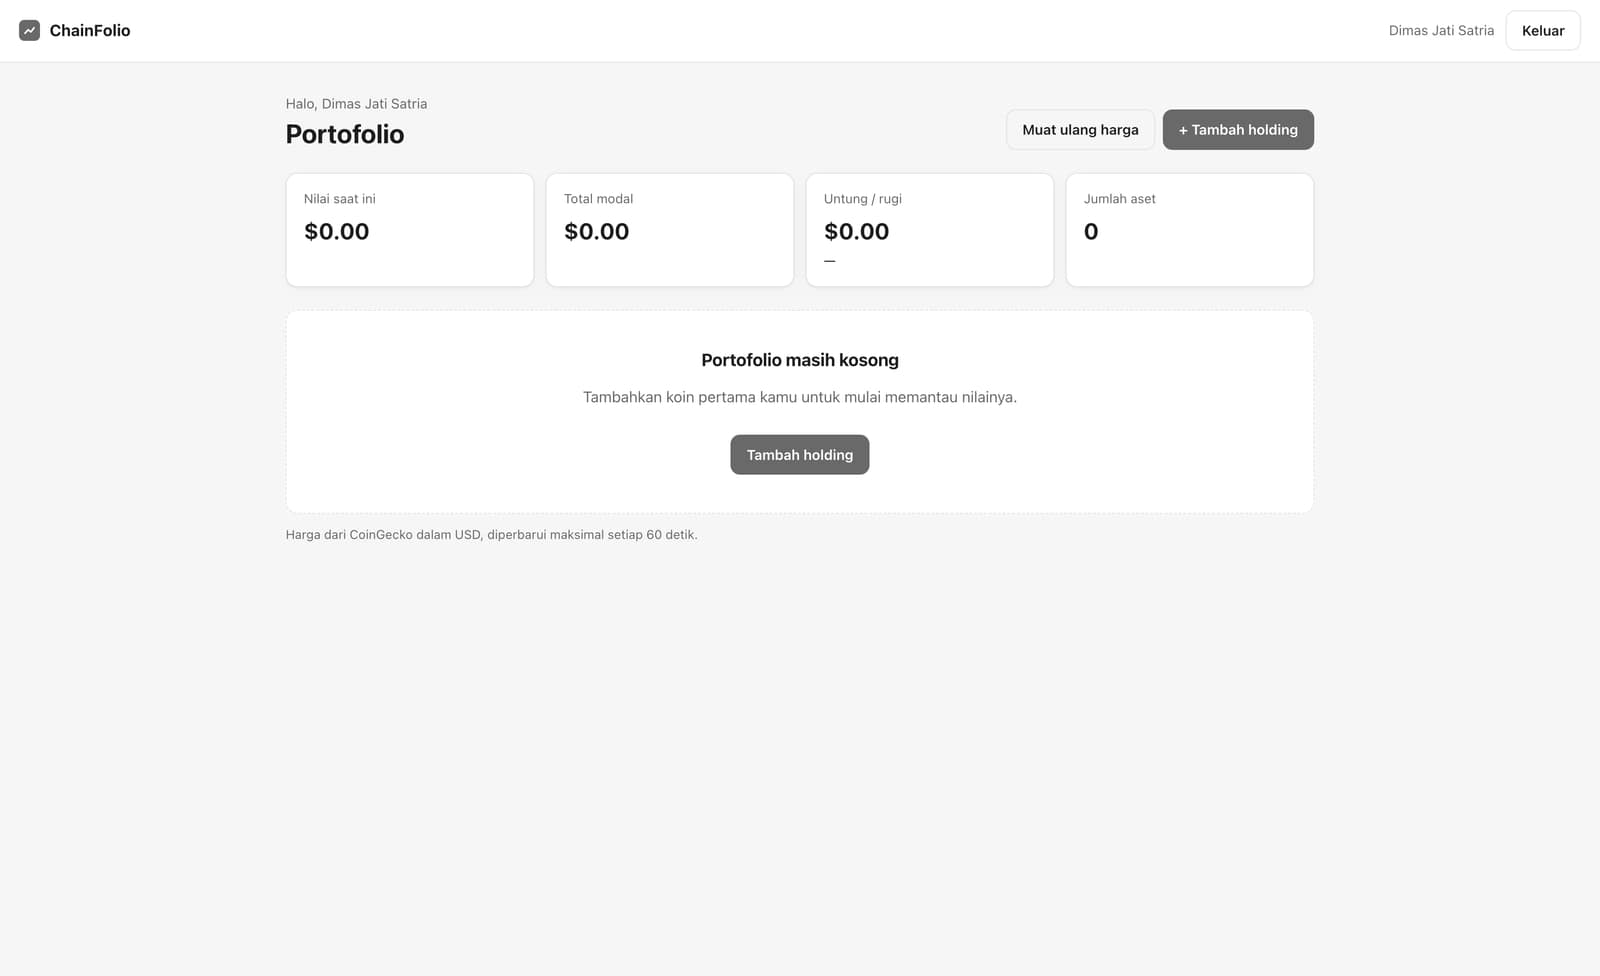 ChainFolio
Dimas Jati Satria
Keluar
Halo, Dimas Jati Satria
Portofolio
Muat ulang harga
+ Tambah holding
Nilai saat ini
$0.00
Total modal
$0.00
Untung / rugi
$0.00
—
Jumlah aset
0
Portofolio masih kosong
Tambahkan koin pertama kamu untuk mulai memantau nilainya.
Tambah holding
Harga dari CoinGecko dalam USD, diperbarui maksimal setiap 60 detik.